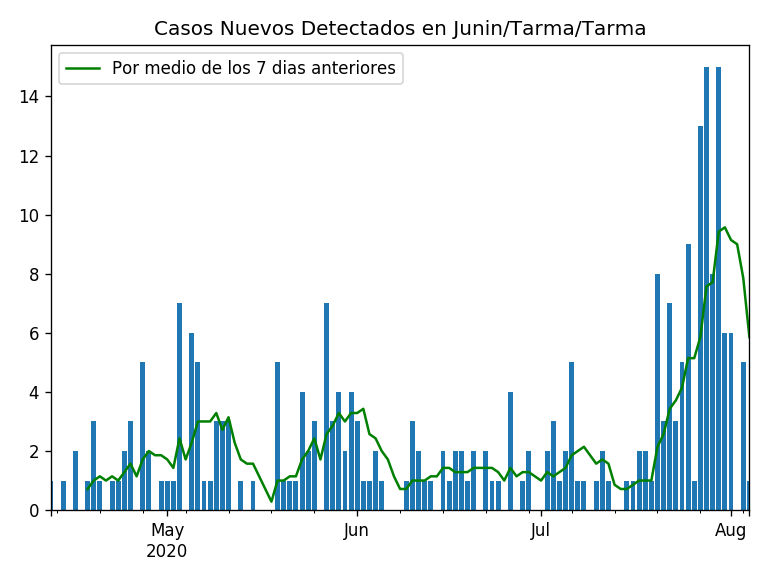 Casos Nuevos Detectados en Junin/Tarma/Tarma
Por medio de los 7 dias anteriores
14
12
10
8
6
4
2
0
May
2020
Jun
Jul
Aug